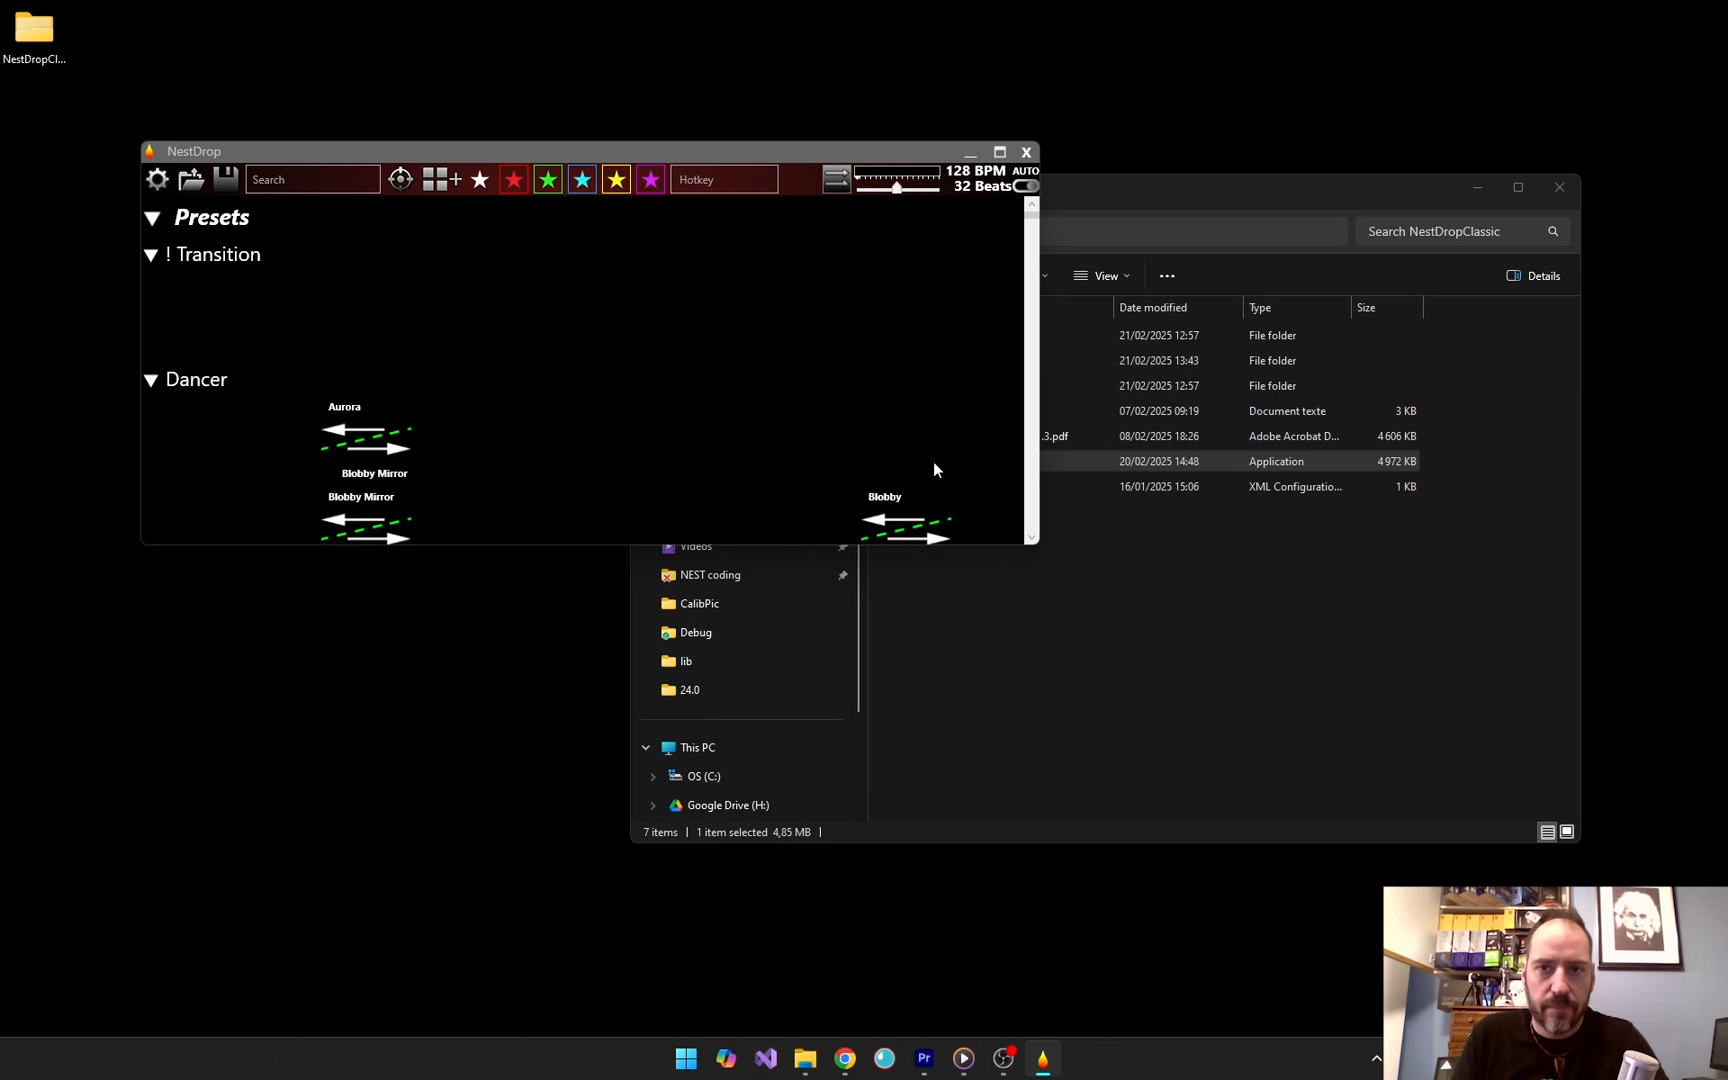 NestDropCl...
NestDrop
Search
Hotkey
128 BPM AUTO
32 Beats
Presets
! Transition
Dancer
Aurora
Blobby Mirror
Blobby Mirror
Blobby
Search NestDropClassic
View
Details
Date modified Type Size
21/02/2025 12:57 File folder
21/02/2025 13:43 File folder
21/02/2025 12:57 File folder
07/02/2025 09:19 Document texte 3 KB
.3.pdf 08/02/2025 18:26 Adobe Acrobat D... 4 606 KB
20/02/2025 14:48 Application 4 972 KB
16/01/2025 15:06 XML Configuratio... 1 KB
Videos
NEST coding
CalibPic
Debug
lib
24.0
This PC
OS (C:)
Google Drive (H:)
7 items 1 item selected 4,85 MB
Pr